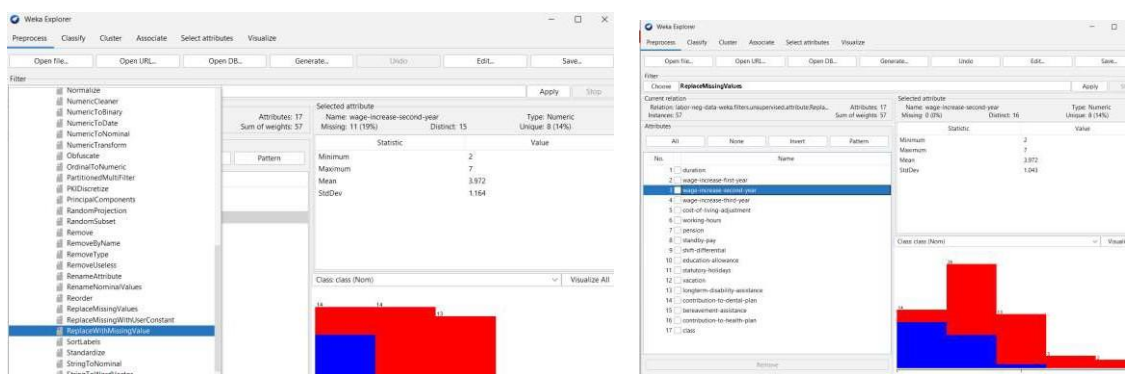 Weka Explorer
Preprocess Classify Cluster Associate Select attributes Visualize
Open file... Open URL... Open DB... Generate... Undo Edit... Save...
Filter
Apply Stop
Normalize
NumericCleaner
NumericToBinary
NumericToDate
NumericToNominal
NumericTransform
Obfuscate
OrdinalToNumeric
PartitionedMultiFilter
PKIDiscretize
PrincipalComponents
RandomProjection
RandomSubset
Remove
RemoveByName
RemoveType
RemoveUseless
RenameAttribute
RenameNominalValues
Reorder
ReplaceMissingValues
ReplaceMissingWithUserConstant
ReplaceWithMissingValue
SortLabels
Standardize
StringToNominal
StringToWordVector
Attributes: 17
Sum of weights: 57
Pattern
Selected attribute
Name: wage-increase-second-year Type: Numeric
Missing: 11 (19%) Distinct: 15 Unique: 8 (14%)
Statistic Value
Minimum 2
Maximum 7
Mean 3.972
StdDev 1.164
Class: class (Nom) Visualize All
14 14 13
Weka Explorer
Preprocess Classify Cluster Associate Select attributes Visualize
Open file... Open URL... Open DB... Generate... Undo Edit... Save...
Filter
Choose ReplaceMissingValues Apply
Current relation
Relation: labor-neg-data-weka.filters.unsupervised.attribute.Repla... Attributes: 17
Instances: 57 Sum of weights: 57
Attributes
All None Invert Pattern
No. Name
1 duration
2 wage-increase-first-year
3 wage-increase-second-year
4 wage-increase-third-year
5 cost-of-living-adjustment
6 working-hours
7 pension
8 standby-pay
9 shift-differential
10 education-allowance
11 statutory-holidays
12 vacation
13 longterm-disability-assistance
14 contribution-to-dental-plan
15 bereavement-assistance
16 contribution-to-health-plan
17 class
Remove
Selected attribute
Name: wage-increase-second-year Type: Numeric
Missing: 0 (0%) Distinct: 16 Unique: 8 (14%)
Statistic Value
Minimum 2
Maximum 7
Mean 3.972
StdDev 1.043
Class: class (Nom)